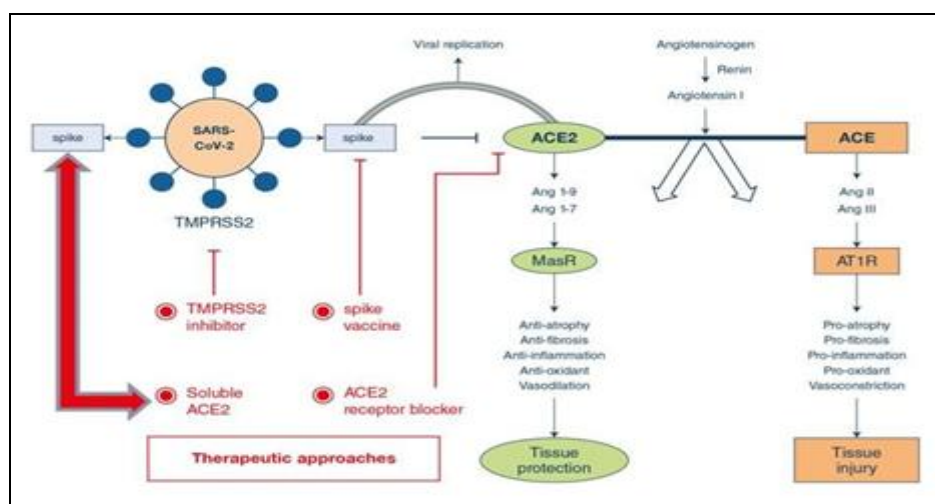 Viral replication
Angiotensinogen
Renin
Angiotensin I
spike
SARS-
CoV-2
spike
ACE2
ACE
TMPRSS2
Ang 1-9
Ang 1-7
Ang II
Ang III
MasR
AT1R
TMPRSS2
inhibitor
spike
vaccine
Anti-atrophy
Anti-fibrosis
Anti-inflammation
Anti-oxidant
Vasodilation
Pro-atrophy
Pro-fibrosis
Pro-inflammation
Pro-oxidant
Vasoconstriction
Soluble
ACE2
ACE2
receptor blocker
Therapeutic approaches
Tissue
protection
Tissue
injury